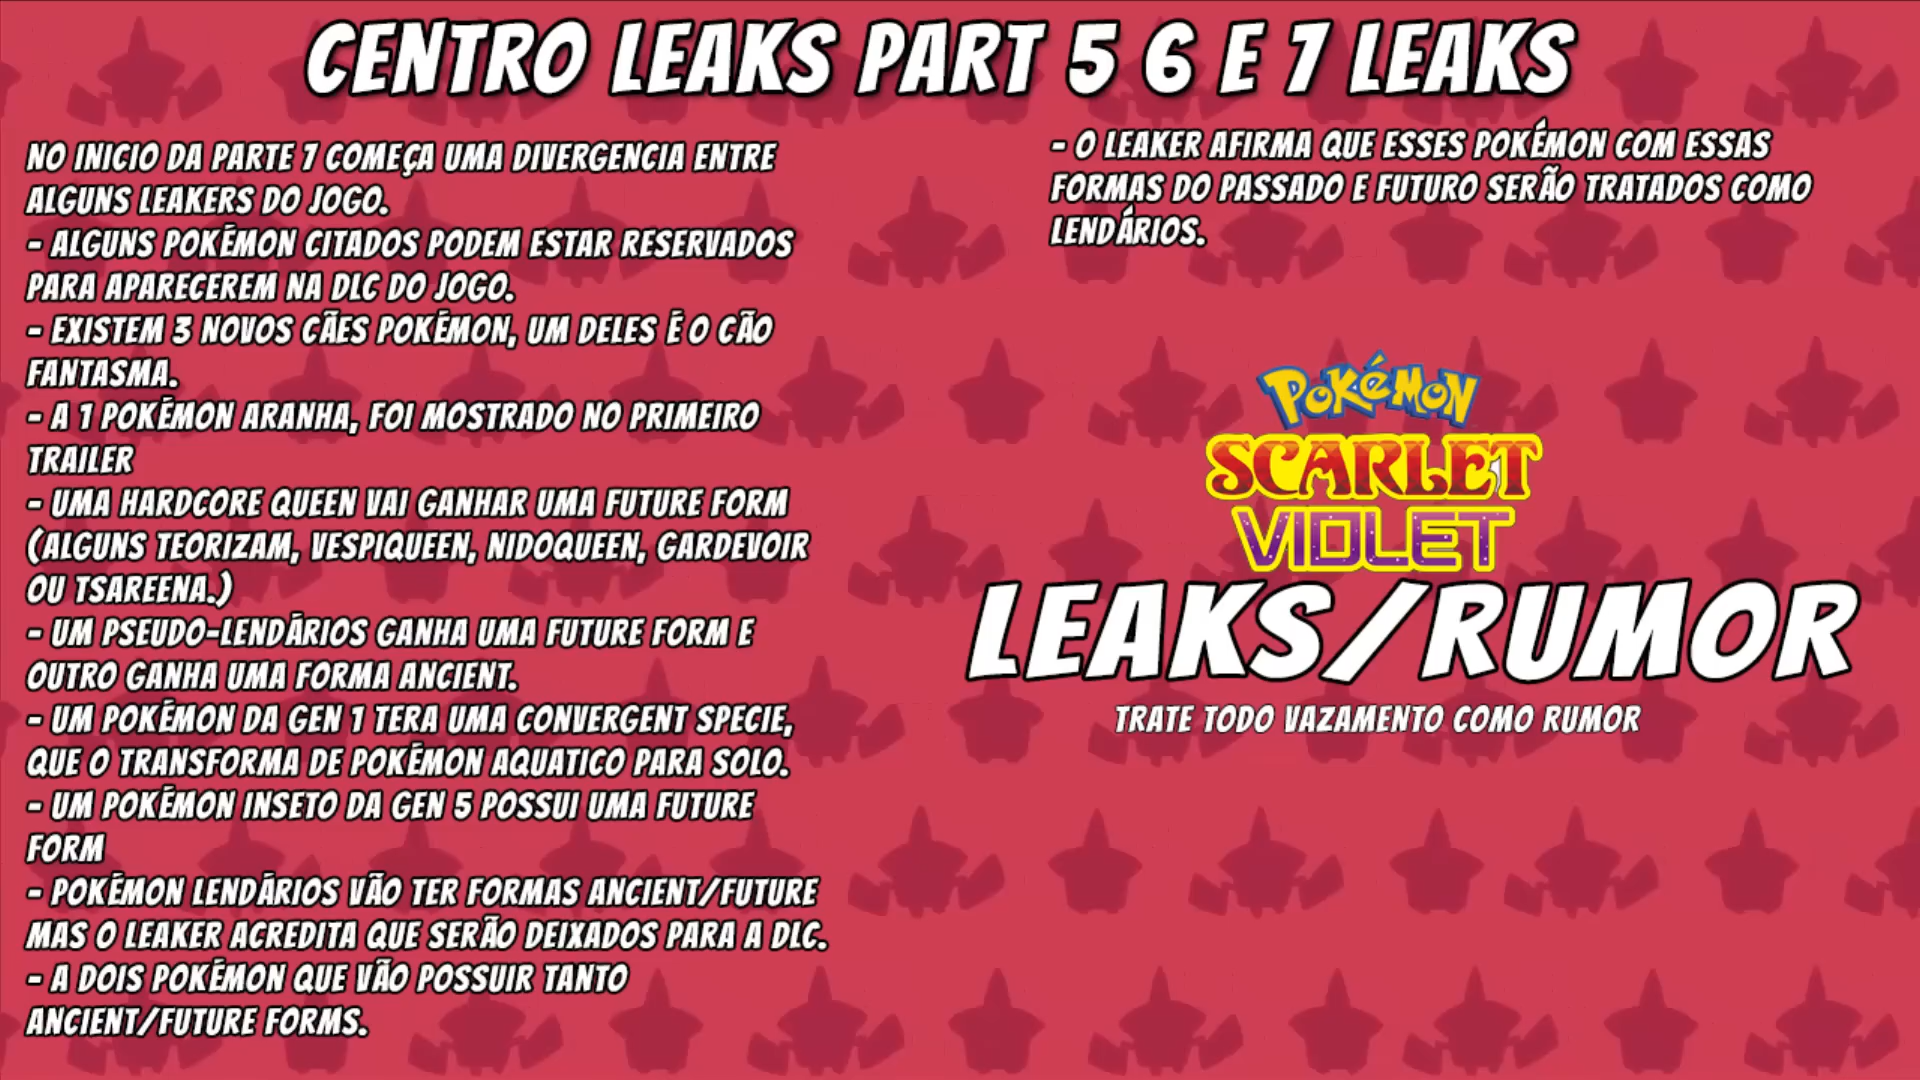 CENTRO LEAKS PART 5 6 E 7 LEAKS
NO INICIO DA PARTE 7 COMEÇA UMA DIVERGENCIA ENTRE
ALGUNS LEAKERS DO JOGO.
- ALGUNS POKÉMON CITADOS PODEM ESTAR RESERVADOS
PARA APARECEREM NA DLC DO JOGO.
- EXISTEM 3 NOVOS CÃES POKÉMON, UM DELES É O CÃO
FANTASMA.
- A 1 POKÉMON ARANHA, FOI MOSTRADO NO PRIMEIRO
TRAILER
- UMA HARDCORE QUEEN VAI GANHAR UMA FUTURE FORM
(ALGUNS TEORIZAM, VESPIQUEEN, NIDOQUEEN, GARDEVOIR
OU TSAREENA.)
- UM PSEUDO-LENDÁRIOS GANHA UMA FUTURE FORM E
OUTRO GANHA UMA FORMA ANCIENT.
- UM POKÉMON DA GEN 1 TERA UMA CONVERGENT SPECIE,
QUE O TRANSFORMA DE POKÉMON AQUATICO PARA SOLO.
- UM POKÉMON INSETO DA GEN 5 POSSUI UMA FUTURE
FORM
- POKÉMON LENDÁRIOS VÃO TER FORMAS ANCIENT/FUTURE
MAS O LEAKER ACREDITA QUE SERÃO DEIXADOS PARA A DLC.
- A DOIS POKÉMON QUE VÃO POSSUIR TANTO
ANCIENT/FUTURE FORMS.
- O LEAKER AFIRMA QUE ESSES POKÉMON COM ESSAS
FORMAS DO PASSADO E FUTURO SERÃO TRATADOS COMO
LENDÁRIOS.
POKÉMON
SCARLET
VIOLET
LEAKS/RUMOR
TRATE TODO VAZAMENTO COMO RUMOR